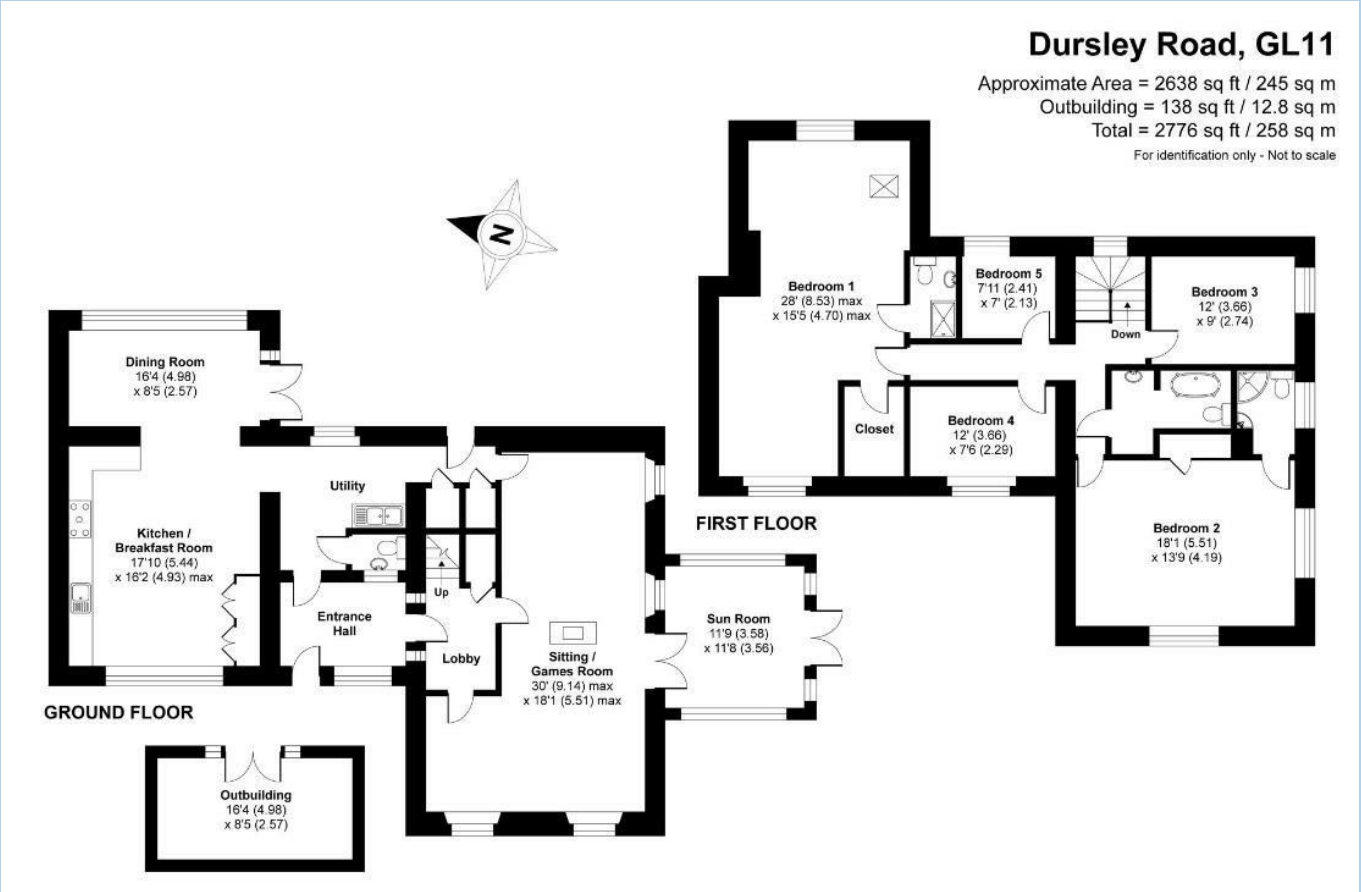 Dursley Road, GL11
Approximate Area = 2638 sq ft / 245 sq m
Outbuilding = 138 sq ft / 12.8 sq m
Total = 2776 sq ft / 258 sq m
For identification only - Not to scale
N
Dining Room
16'4 (4.98)
x 8'5 (2.57)
Utility
Kitchen /
Breakfast Room
17'10 (5.44)
x 16'2 (4.93) max
Entrance
Hall
Up
Lobby
Sitting /
Games Room
30' (9.14) max
x 18'1 (5.51) max
Sun Room
11'9 (3.58)
x 11'8 (3.56)
GROUND FLOOR
Outbuilding
16'4 (4.98)
x 8'5 (2.57)
Bedroom 1
28' (8.53) max
x 15'5 (4.70) max
Bedroom 5
7'11 (2.41)
x 7' (2.13)
Down
Bedroom 3
12' (3.66)
x 9' (2.74)
Closet
Bedroom 4
12' (3.66)
x 7'6 (2.29)
Bedroom 2
18'1 (5.51)
x 13'9 (4.19)
FIRST FLOOR